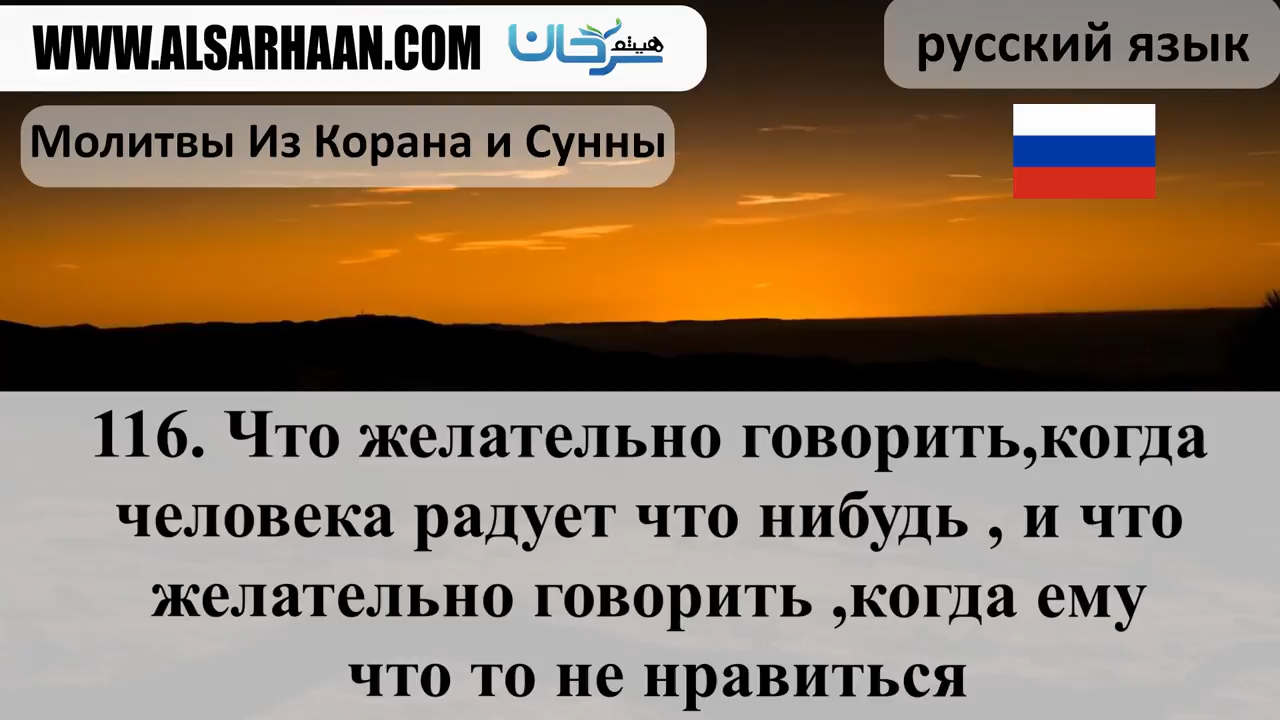 WWW.ALSARHAAN.COM
هيثم سرحان
русский язык
Молитвы Из Корана и Сунны
116. Что желательно говорить,когда
человека радует что нибудь , и что
желательно говорить ,когда ему
что то не нравиться